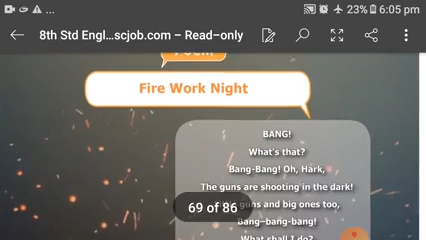 23% 6:05 pm
8th Std Engl...scjob.com – Read–only
Poem
Fire Work Night
BANG!
What's that?
Bang-Bang! Oh, Hark,
The guns are shooting in the dark!
guns and big ones too,
69 of 86
Bang–bang-bang!
What shall I do?